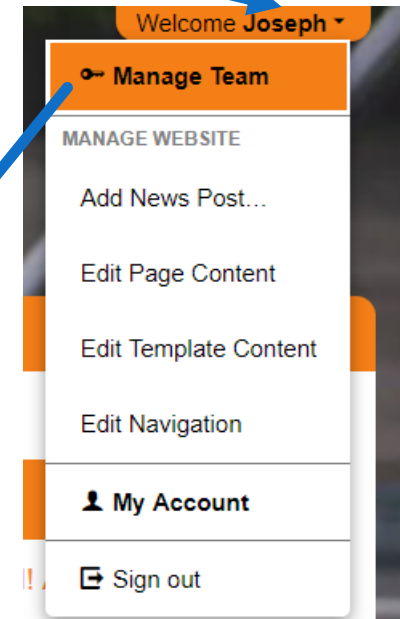 Welcome Joseph
Manage Team
MANAGE WEBSITE
Add News Post...
Edit Page Content
Edit Template Content
Edit Navigation
My Account
!
Sign out